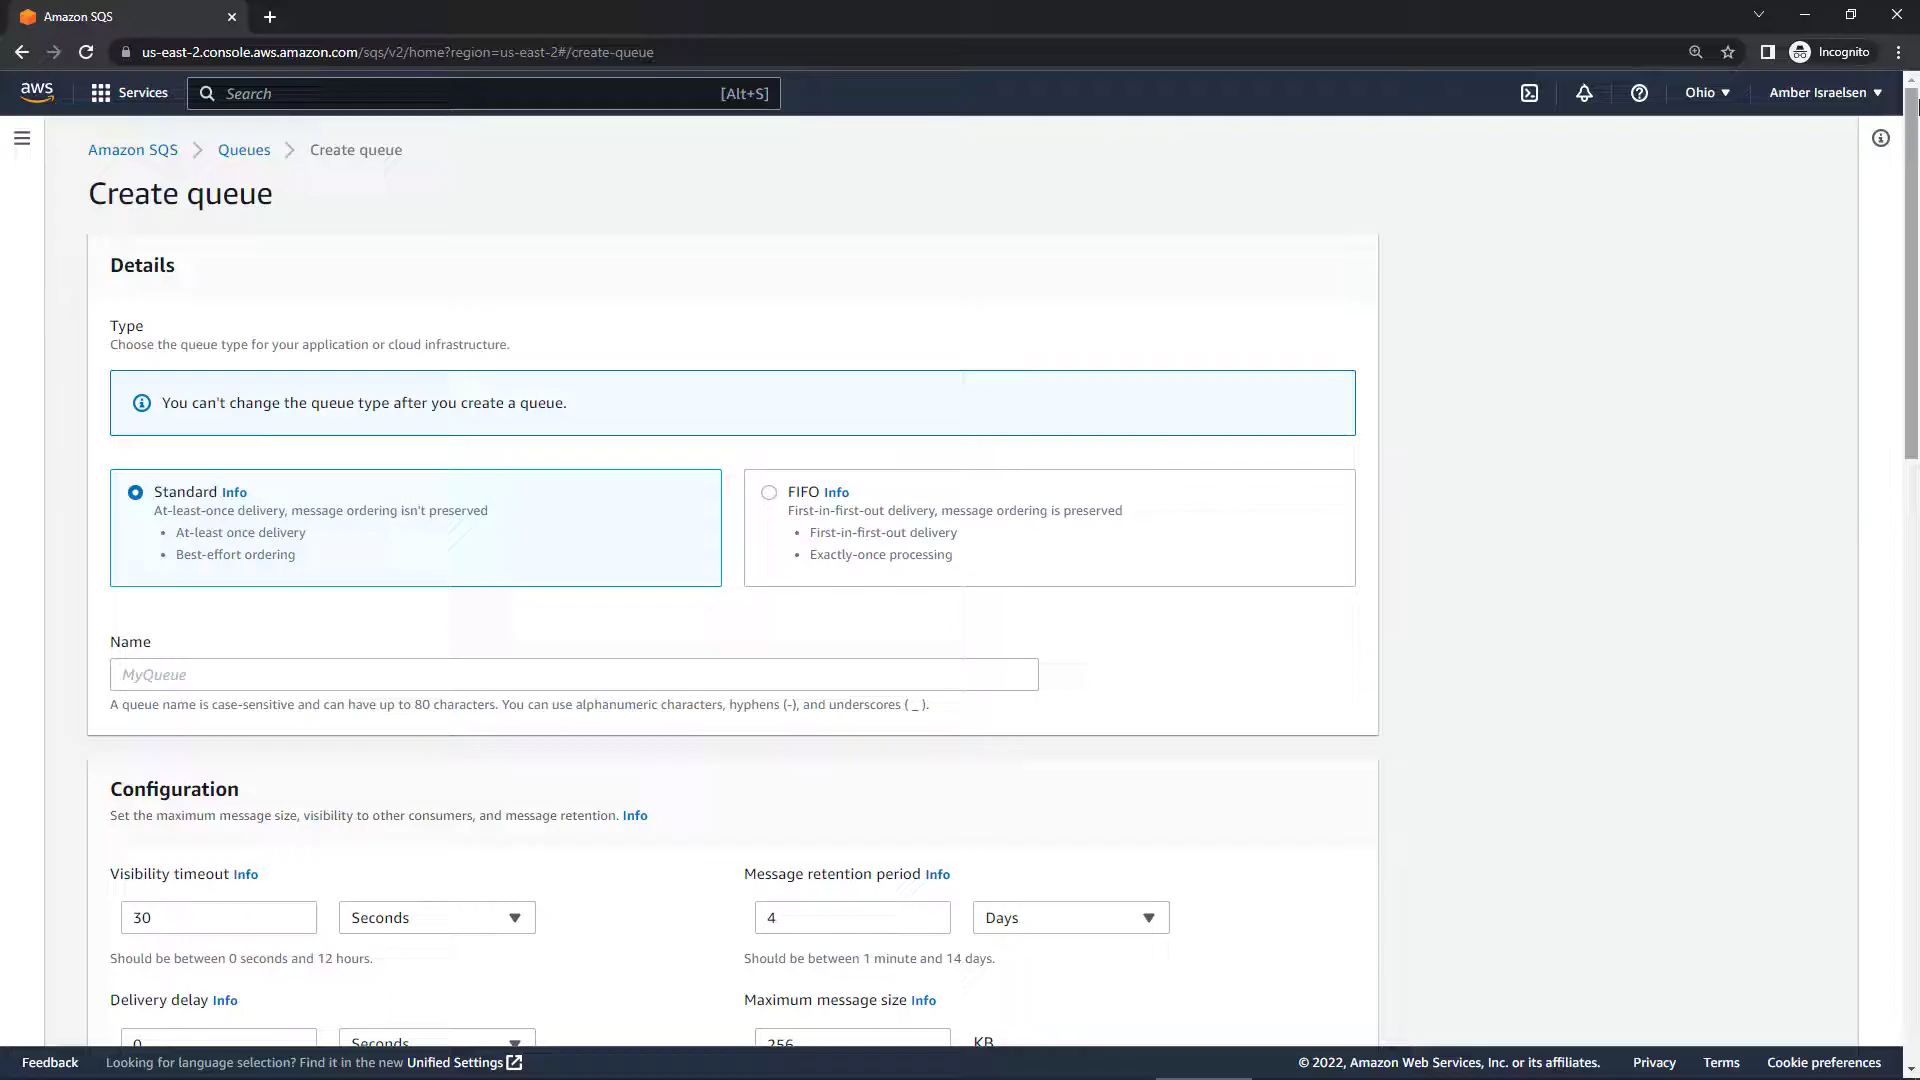 Amazon SQS
us-east-2.console.aws.amazon.com/sqs/v2/home?region=us-east-2#/create-queue
Incognito
aws
Services
Search
[Alt+S]
Ohio
Amber Israelsen
Amazon SQS
Queues
Create queue
Create queue
Details
Type
Choose the queue type for your application or cloud infrastructure.
You can't change the queue type after you create a queue.
Standard Info
At-least-once delivery, message ordering isn't preserved
• At-least once delivery
• Best-effort ordering
FIFO Info
First-in-first-out delivery, message ordering is preserved
• First-in-first-out delivery
• Exactly-once processing
Name
MyQueue
A queue name is case-sensitive and can have up to 80 characters. You can use alphanumeric characters, hyphens (-), and underscores ( _ ).
Configuration
Set the maximum message size, visibility to other consumers, and message retention. Info
Visibility timeout Info
30
Seconds
Should be between 0 seconds and 12 hours.
Message retention period Info
4
Days
Should be between 1 minute and 14 days.
Delivery delay Info
0
Seconds
Maximum message size Info
256
KB
Feedback
Looking for language selection? Find it in the new Unified Settings
© 2022, Amazon Web Services, Inc. or its affiliates.
Privacy
Terms
Cookie preferences